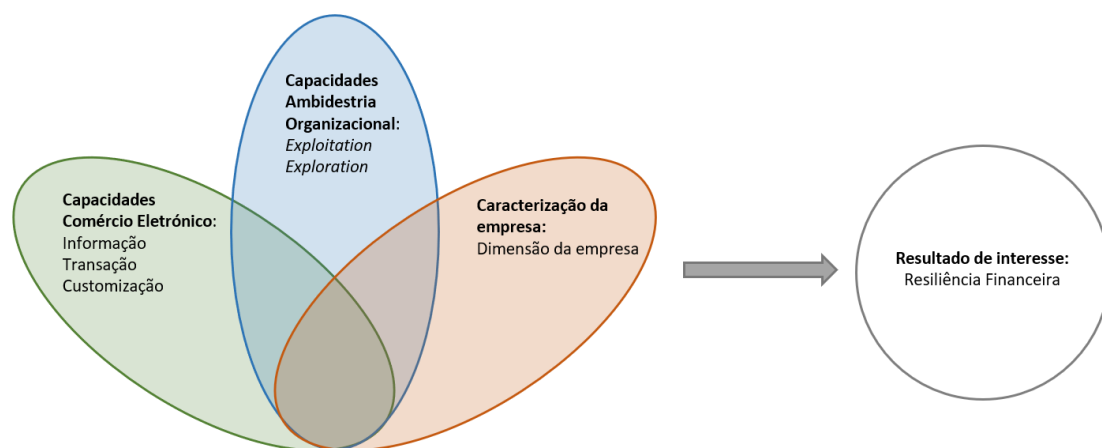 Capacidades
Ambidestria
Organizacional:
Exploitation
Exploration
Capacidades
Comércio Eletrónico:
Informação
Transação
Customização
Caracterização da
empresa:
Dimensão da empresa
Resultado de interesse:
Resiliência Financeira